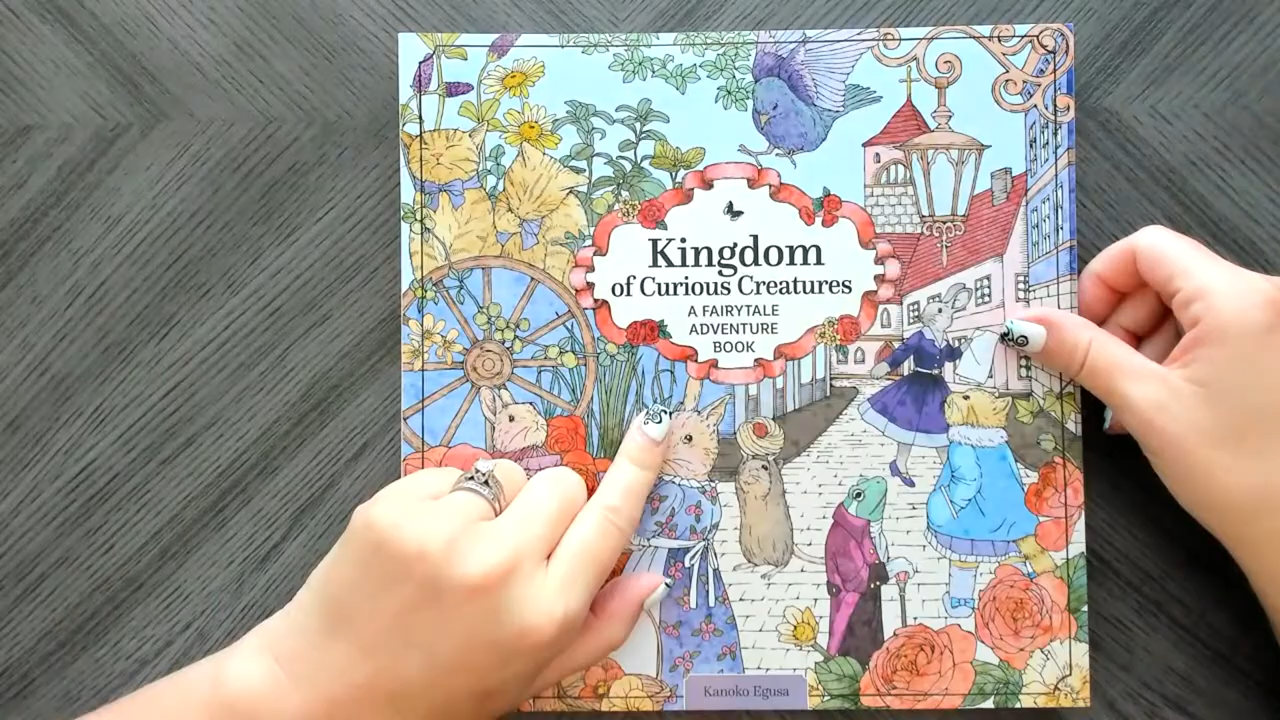 Kingdom
of Curious Creatures
A FAIRYTALE
ADVENTURE
BOOK
Kanoko Egusa